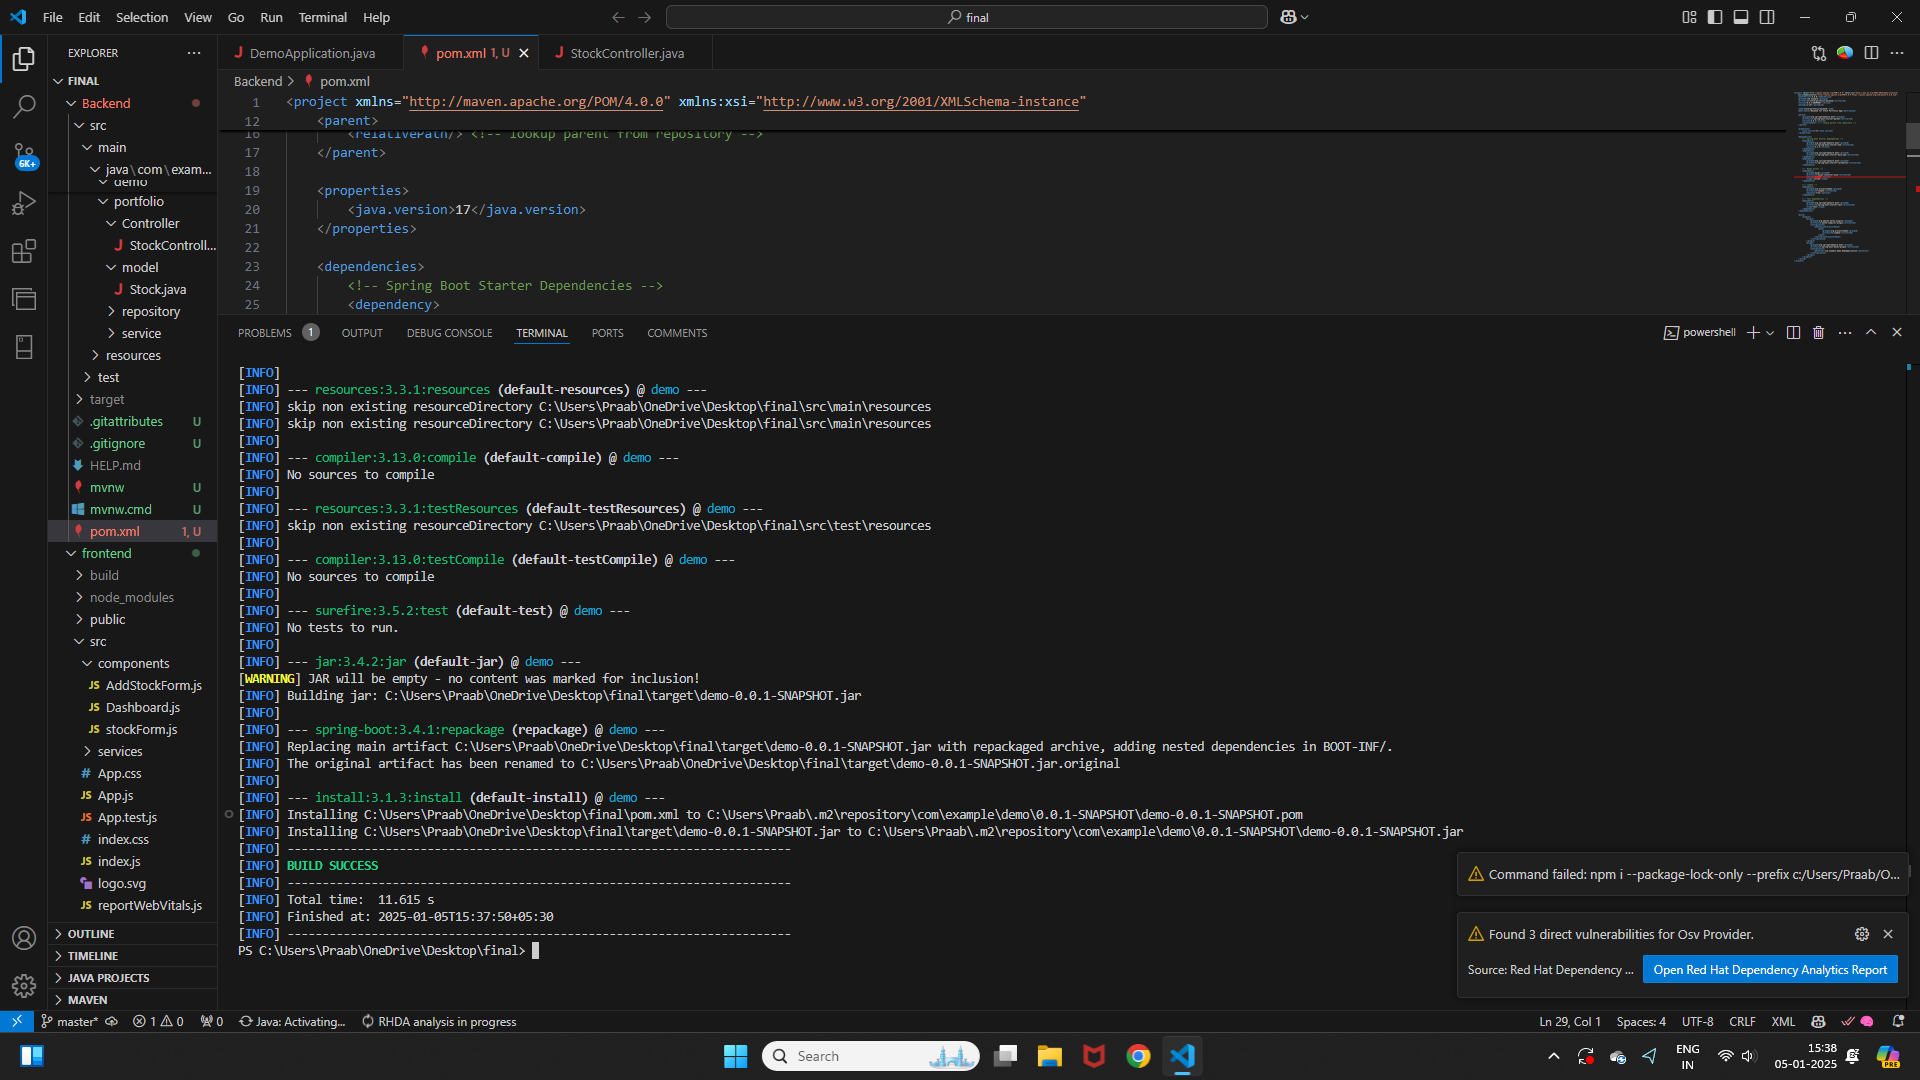 File Edit Selection View Go Run Terminal Help
final
EXPLORER
FINAL
Backend
src
main
java\com\exam...
demo
portfolio
Controller
StockControll...
model
Stock.java
repository
service
resources
test
target
.gitattributes U
.gitignore U
HELP.md
mvnw U
mvnw.cmd U
pom.xml 1, U
frontend
build
node_modules
public
src
components
AddStockForm.js
Dashboard.js
stockForm.js
services
App.css
App.js
App.test.js
index.css
index.js
logo.svg
reportWebVitals.js
OUTLINE
TIMELINE
JAVA PROJECTS
MAVEN
6K+
DemoApplication.java
pom.xml 1, U
StockController.java
Backend > pom.xml
1 <project xmlns="http://maven.apache.org/POM/4.0.0" xmlns:xsi="http://www.w3.org/2001/XMLSchema-instance"
12 <parent>
16 <relativePath/> <!-- lookup parent from repository -->
17 </parent>
18
19 <properties>
20 <java.version>17</java.version>
21 </properties>
22
23 <dependencies>
24 <!-- Spring Boot Starter Dependencies -->
25 <dependency>
PROBLEMS 1 OUTPUT DEBUG CONSOLE TERMINAL PORTS COMMENTS
powershell
[INFO]
[INFO] --- resources:3.3.1:resources (default-resources) @ demo ---
[INFO] skip non existing resourceDirectory C:\Users\Praab\OneDrive\Desktop\final\src\main\resources
[INFO] skip non existing resourceDirectory C:\Users\Praab\OneDrive\Desktop\final\src\main\resources
[INFO]
[INFO] --- compiler:3.13.0:compile (default-compile) @ demo ---
[INFO] No sources to compile
[INFO]
[INFO] --- resources:3.3.1:testResources (default-testResources) @ demo ---
[INFO] skip non existing resourceDirectory C:\Users\Praab\OneDrive\Desktop\final\src\test\resources
[INFO]
[INFO] --- compiler:3.13.0:testCompile (default-testCompile) @ demo ---
[INFO] No sources to compile
[INFO]
[INFO] --- surefire:3.5.2:test (default-test) @ demo ---
[INFO] No tests to run.
[INFO]
[INFO] --- jar:3.4.2:jar (default-jar) @ demo ---
[WARNING] JAR will be empty - no content was marked for inclusion!
[INFO] Building jar: C:\Users\Praab\OneDrive\Desktop\final\target\demo-0.0.1-SNAPSHOT.jar
[INFO]
[INFO] --- spring-boot:3.4.1:repackage (repackage) @ demo ---
[INFO] Replacing main artifact C:\Users\Praab\OneDrive\Desktop\final\target\demo-0.0.1-SNAPSHOT.jar with repackaged archive, adding nested dependencies in BOOT-INF/.
[INFO] The original artifact has been renamed to C:\Users\Praab\OneDrive\Desktop\final\target\demo-0.0.1-SNAPSHOT.jar.original
[INFO]
[INFO] --- install:3.1.3:install (default-install) @ demo ---
[INFO] Installing C:\Users\Praab\OneDrive\Desktop\final\pom.xml to C:\Users\Praab\.m2\repository\com\example\demo\0.0.1-SNAPSHOT\demo-0.0.1-SNAPSHOT.pom
[INFO] Installing C:\Users\Praab\OneDrive\Desktop\final\target\demo-0.0.1-SNAPSHOT.jar to C:\Users\Praab\.m2\repository\com\example\demo\0.0.1-SNAPSHOT\demo-0.0.1-SNAPSHOT.jar
[INFO] ------------------------------------------------------------------------
[INFO] BUILD SUCCESS
[INFO] ------------------------------------------------------------------------
[INFO] Total time:  11.615 s
[INFO] Finished at: 2025-01-05T15:37:50+05:30
[INFO] ------------------------------------------------------------------------
PS C:\Users\Praab\OneDrive\Desktop\final>
Command failed: npm i --package-lock-only --prefix c:/Users/Praab/O...
Found 3 direct vulnerabilities for Osv Provider.
Source: Red Hat Dependency ... Open Red Hat Dependency Analytics Report
master* 1 0 0 Java: Activating... RHDA analysis in progress
Ln 29, Col 1 Spaces: 4 UTF-8 CRLF XML
Search
ENG
IN
15:38
05-01-2025
PRE